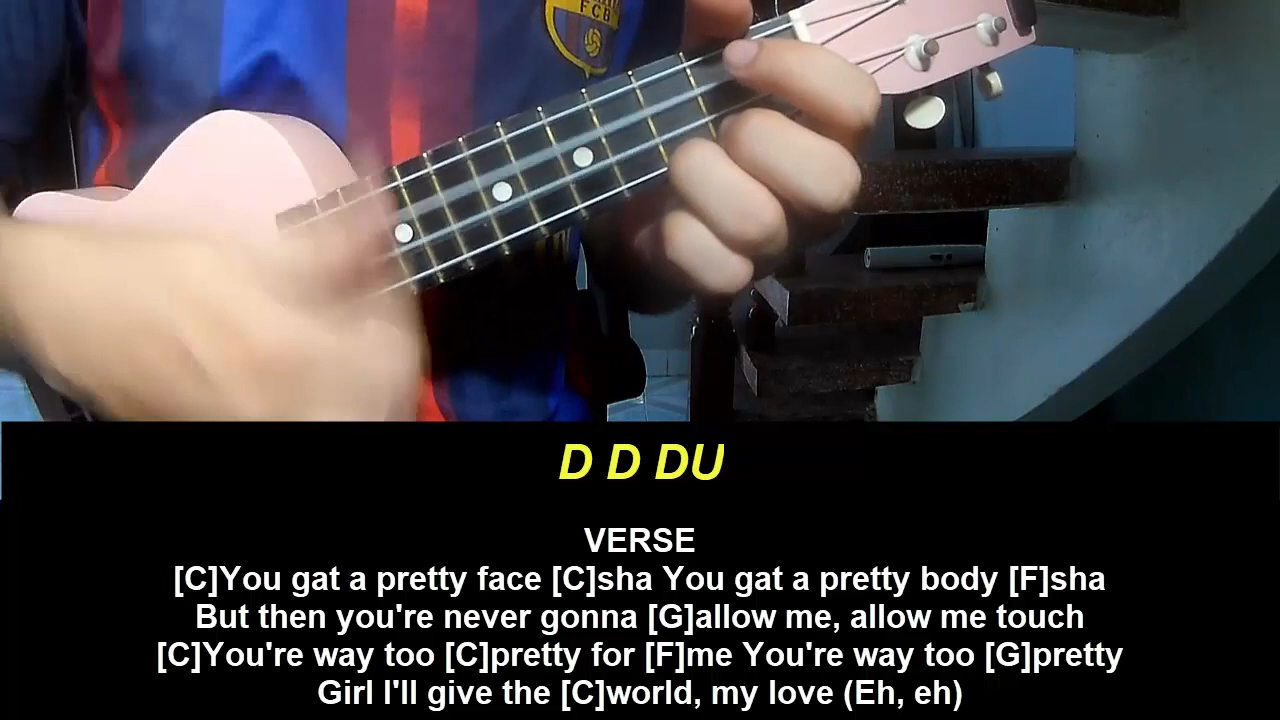 FCB
D D DU
VERSE
[C]You gat a pretty face [C]sha You gat a pretty body [F]sha
But then you're never gonna [G]allow me, allow me touch
[C]You're way too [C]pretty for [F]me You're way too [G]pretty
Girl I'll give the [C]world, my love (Eh, eh)